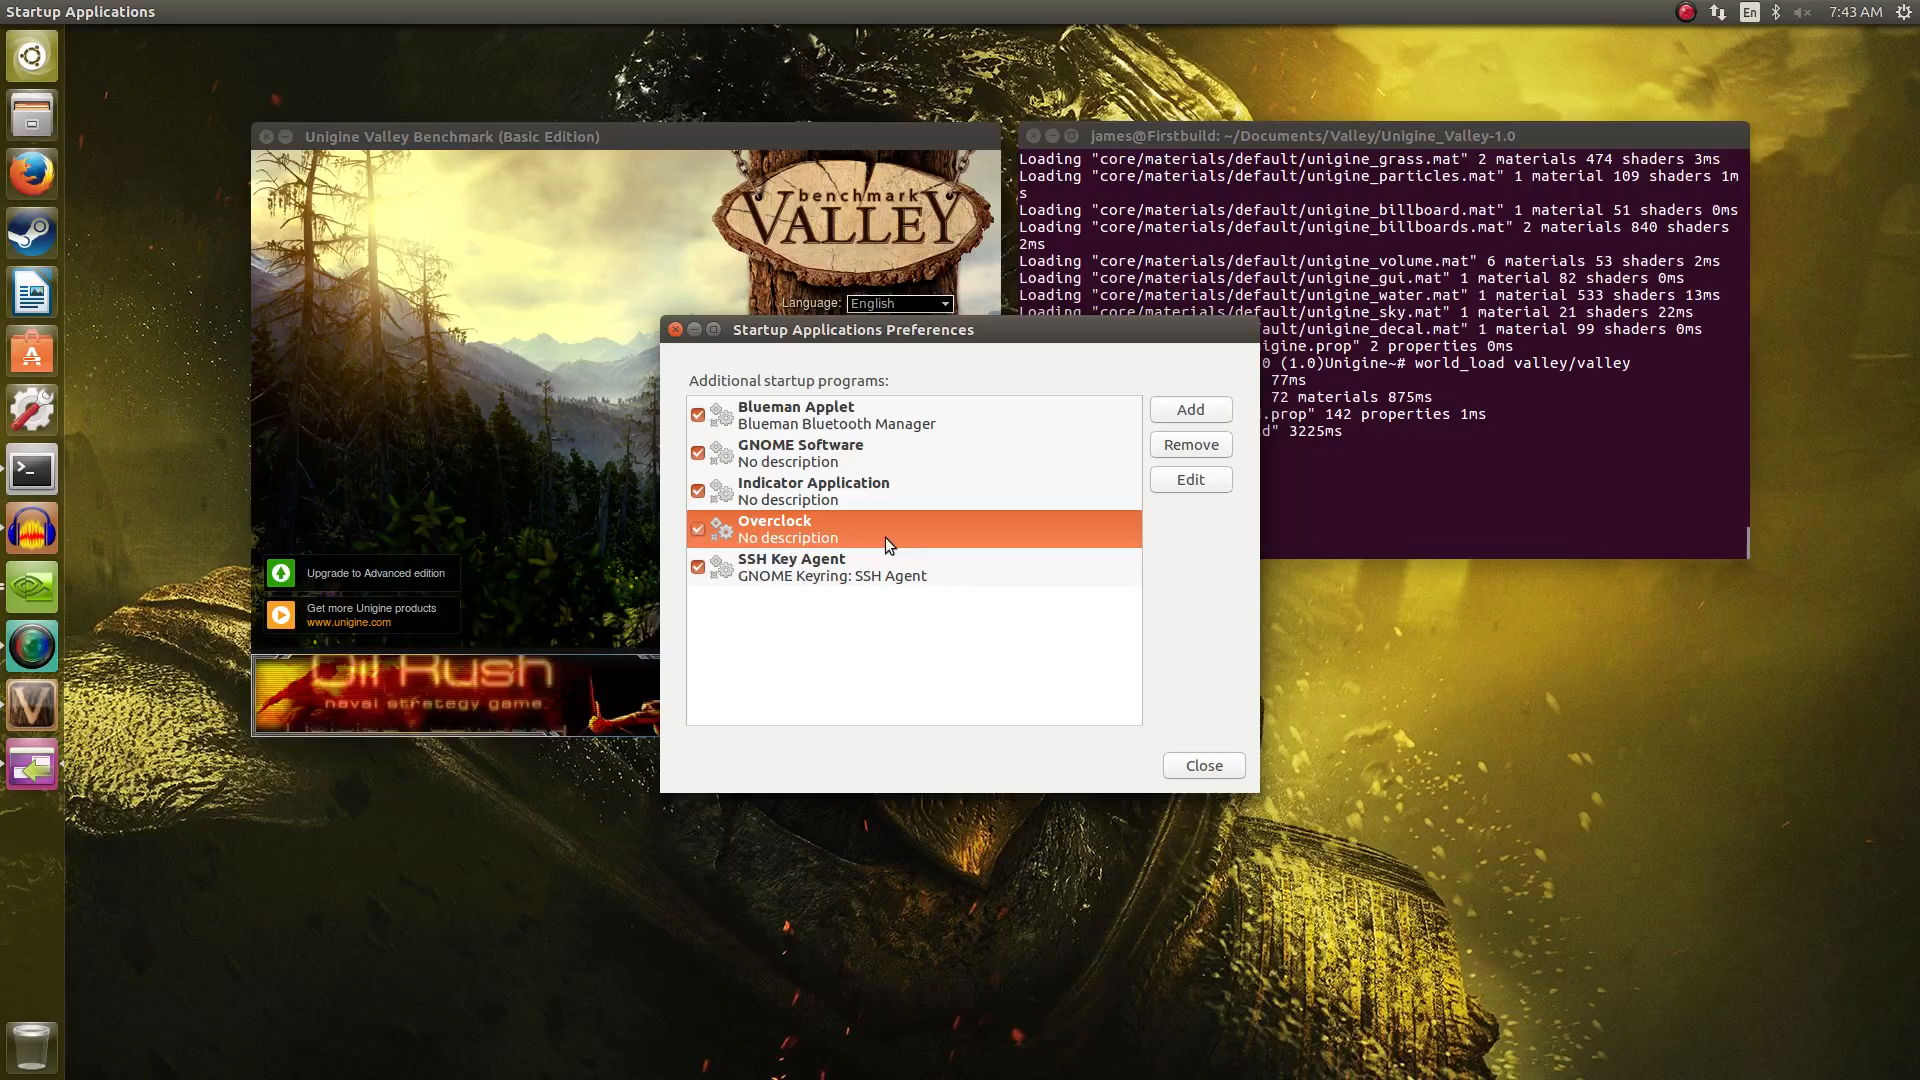 Startup Applications
En
7:43 AM
Unigine Valley Benchmark (Basic Edition)
benchmark
VALLEY
Language: English
Upgrade to Advanced edition
Get more Unigine products
www.unigine.com
Oil Rush
naval strategy game
james@Firstbuild: ~/Documents/Valley/Unigine_Valley-1.0
Loading "core/materials/default/unigine_grass.mat" 2 materials 474 shaders 3ms
Loading "core/materials/default/unigine_particles.mat" 1 material 109 shaders 1m
s
Loading "core/materials/default/unigine_billboard.mat" 1 material 51 shaders 0ms
Loading "core/materials/default/unigine_billboards.mat" 2 materials 840 shaders
2ms
Loading "core/materials/default/unigine_volume.mat" 6 materials 53 shaders 2ms
Loading "core/materials/default/unigine_gui.mat" 1 material 82 shaders 0ms
Loading "core/materials/default/unigine_water.mat" 1 material 533 shaders 13ms
Loading "core/materials/default/unigine_sky.mat" 1 material 21 shaders 22ms
fault/unigine_decal.mat" 1 material 99 shaders 0ms
igine.prop" 2 properties 0ms
0 (1.0)Unigine~# world_load valley/valley
77ms
72 materials 875ms
.prop" 142 properties 1ms
d" 3225ms
Startup Applications Preferences
Additional startup programs:
Blueman Applet
Blueman Bluetooth Manager
GNOME Software
No description
Indicator Application
No description
Overclock
No description
SSH Key Agent
GNOME Keyring: SSH Agent
Add
Remove
Edit
Close